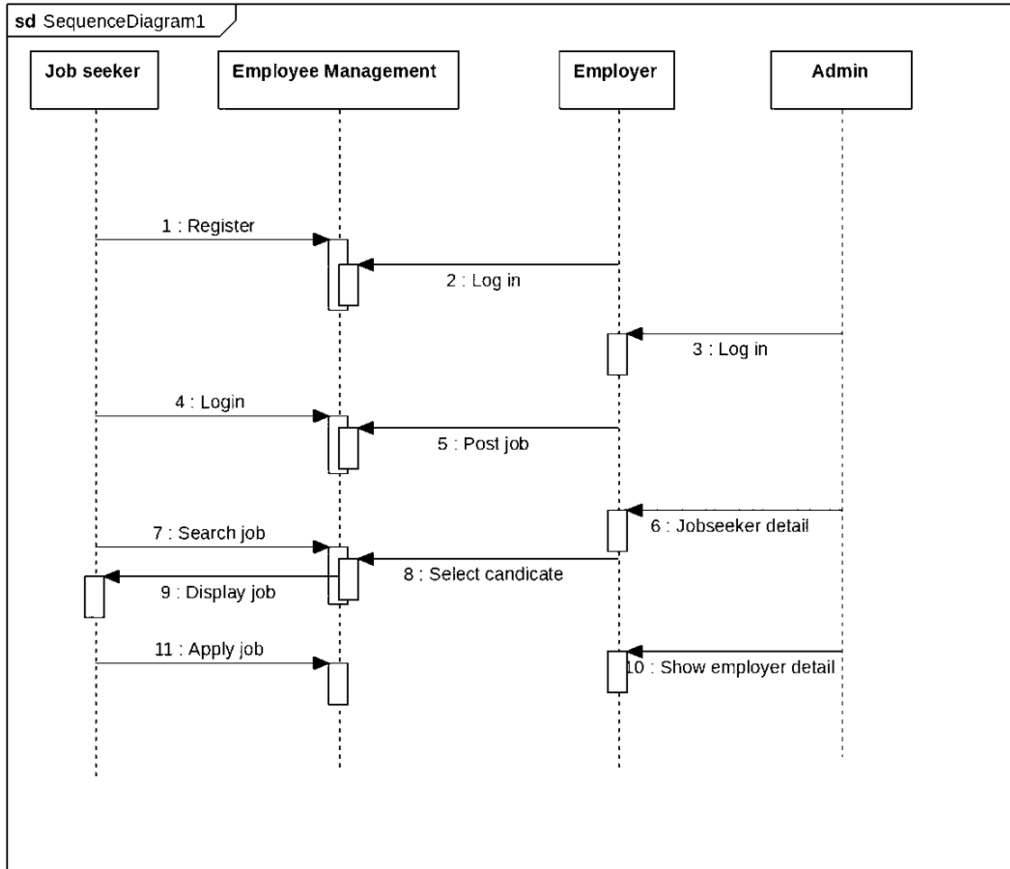 sd SequenceDiagram1
Job seeker
Employee Management
Employer
Admin
1 : Register
2 : Log in
3 : Log in
4 : Login
5 : Post job
6 : Jobseeker detail
7 : Search job
8 : Select candicate
9 : Display job
11 : Apply job
10 : Show employer detail